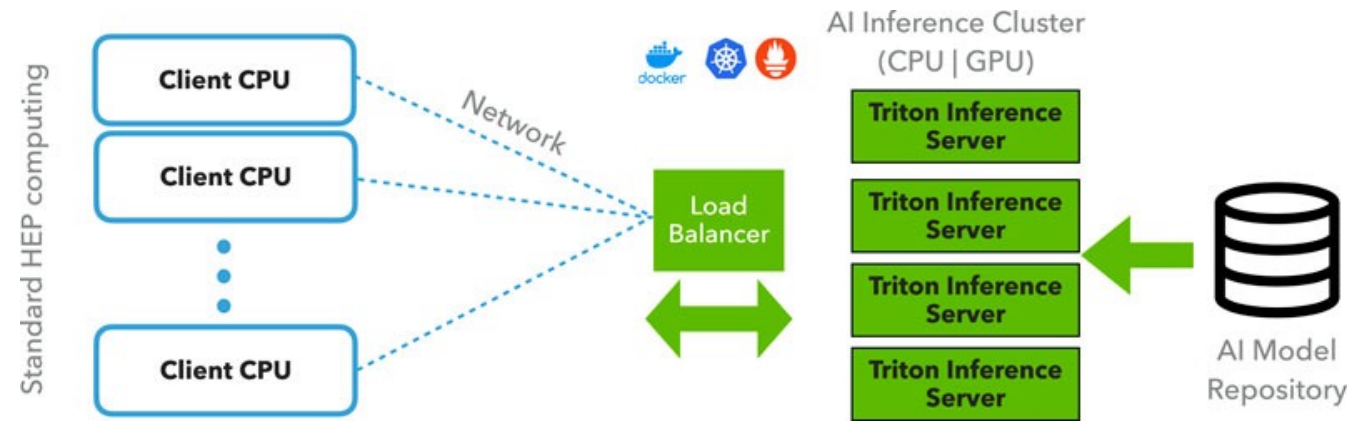 Standard HEP computing
Client CPU
Client CPU
Client CPU
Network
docker
Load
Balancer
AI Inference Cluster
(CPU | GPU)
Triton Inference
Server
Triton Inference
Server
Triton Inference
Server
Triton Inference
Server
AI Model
Repository